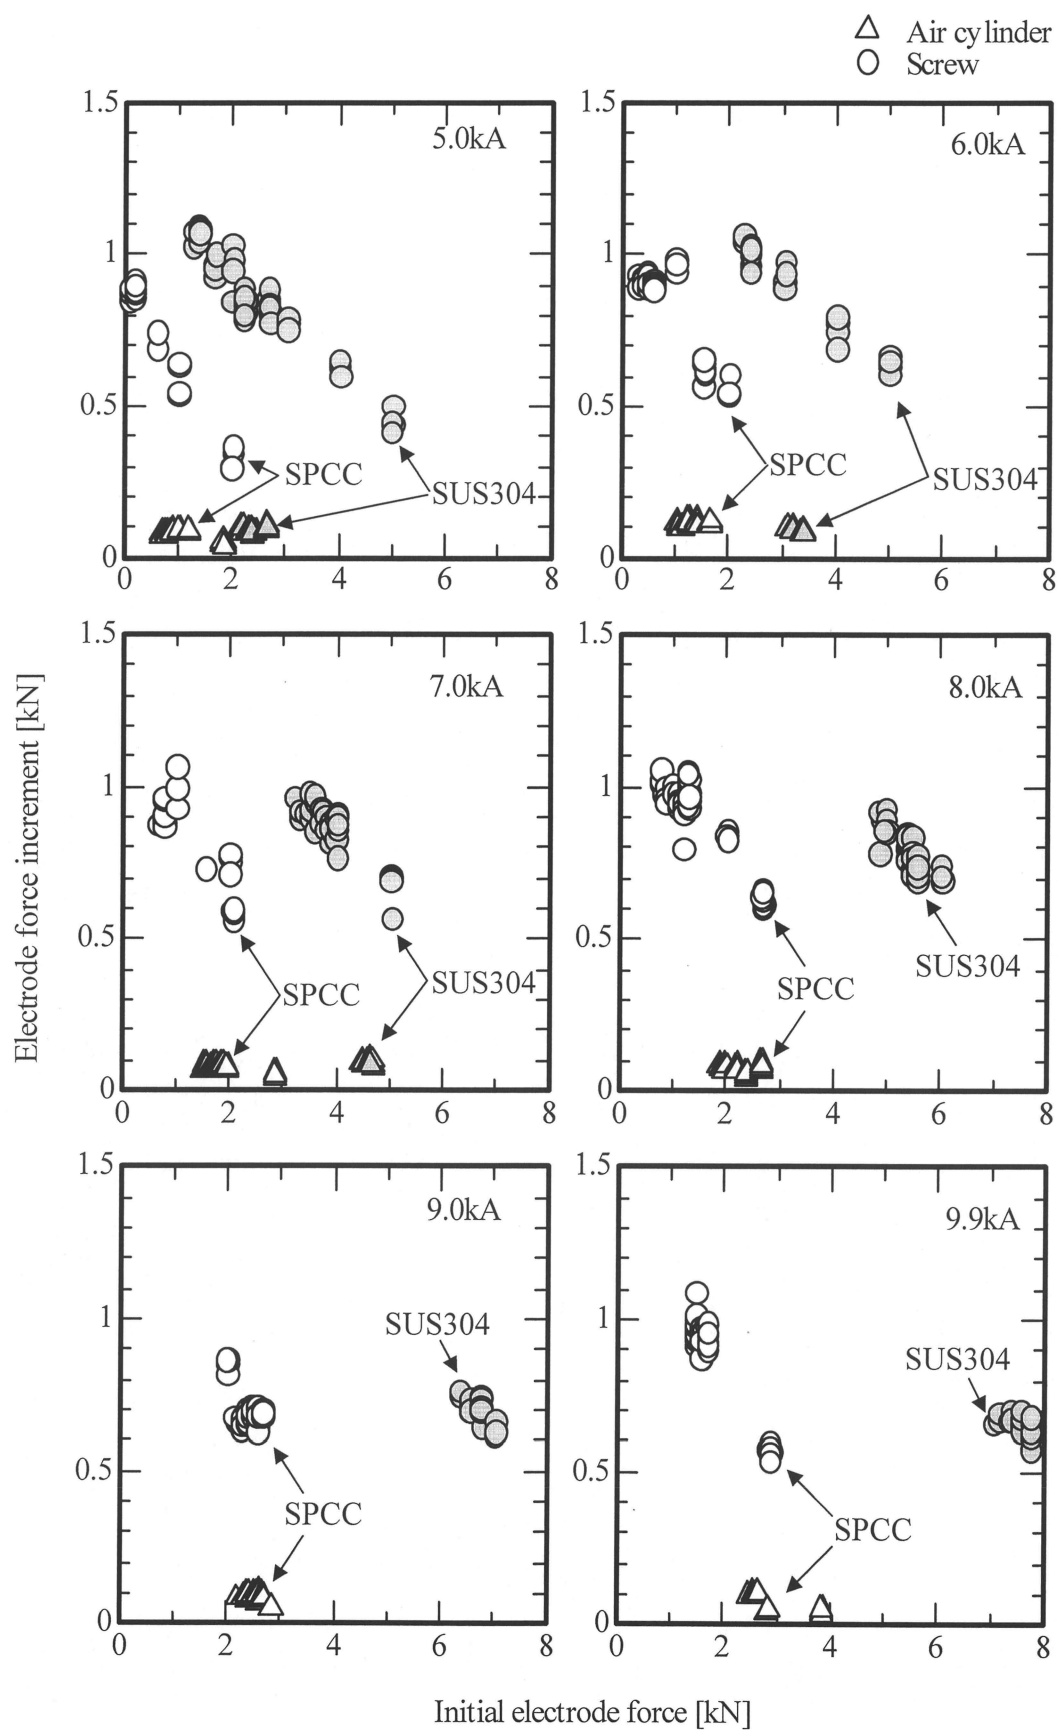 Air cylinder
Screw
1.5
1
0.5
0
0 2 4 6 8
5.0kA
SPCC
SUS304
1.5
1
0.5
0
0 2 4 6 8
6.0kA
SPCC
SUS304
Electrode force increment [kN]
1.5
1
0.5
0
0 2 4 6 8
7.0kA
SPCC
SUS304
1.5
1
0.5
0
0 2 4 6 8
8.0kA
SUS304
SPCC
1.5
1
0.5
0
0 2 4 6 8
9.0kA
SUS304
SPCC
1.5
1
0.5
0
0 2 4 6 8
9.9kA
SUS304
SPCC
Initial electrode force [kN]